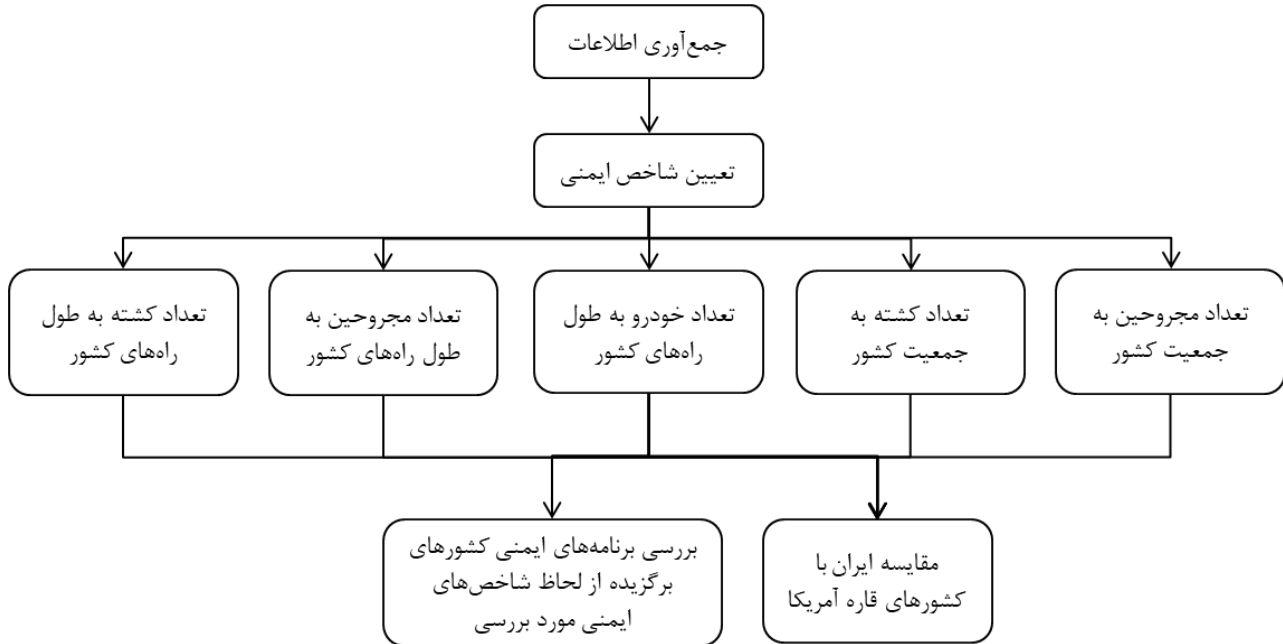 جمع‌آوری اطلاعات
تعیین شاخص ایمنی
تعداد مجروحین به
جمعیت کشور
تعداد کشته به
جمعیت کشور
تعداد خودرو به طول
راه‌های کشور
تعداد مجروحین به
طول راه‌های کشور
تعداد کشته به طول
راه‌های کشور
مقایسه ایران با
کشورهای قاره آمریکا
بررسی برنامه‌های ایمنی کشورهای
برگزیده از لحاظ شاخص‌های
ایمنی مورد بررسی